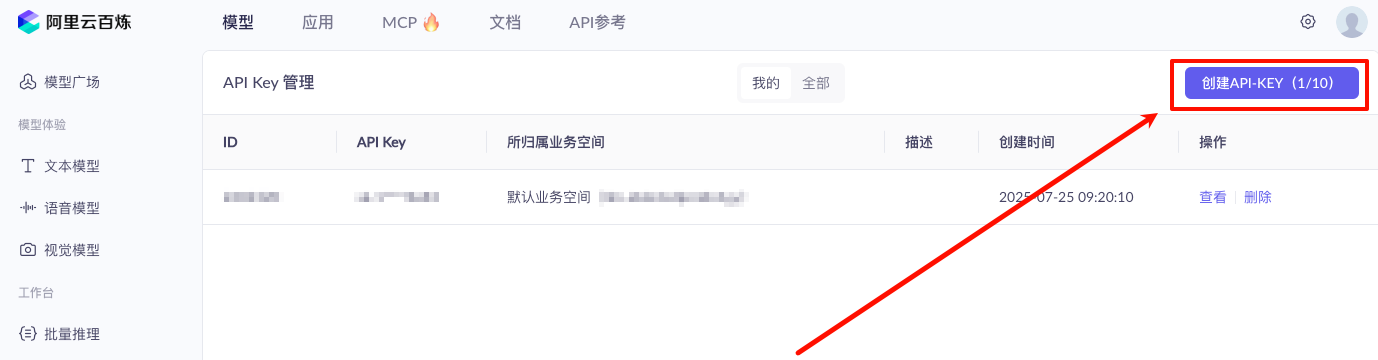 阿里云百炼 模型 应用 MCP 文档 API参考
模型广场
模型体验
文本模型
语音模型
视觉模型
工作台
批量推理
API Key 管理 我的 全部 创建API-KEY（1/10）
ID API Key 所归属业务空间 描述 创建时间 操作
默认业务空间 2025-07-25 09:20:10 查看 删除